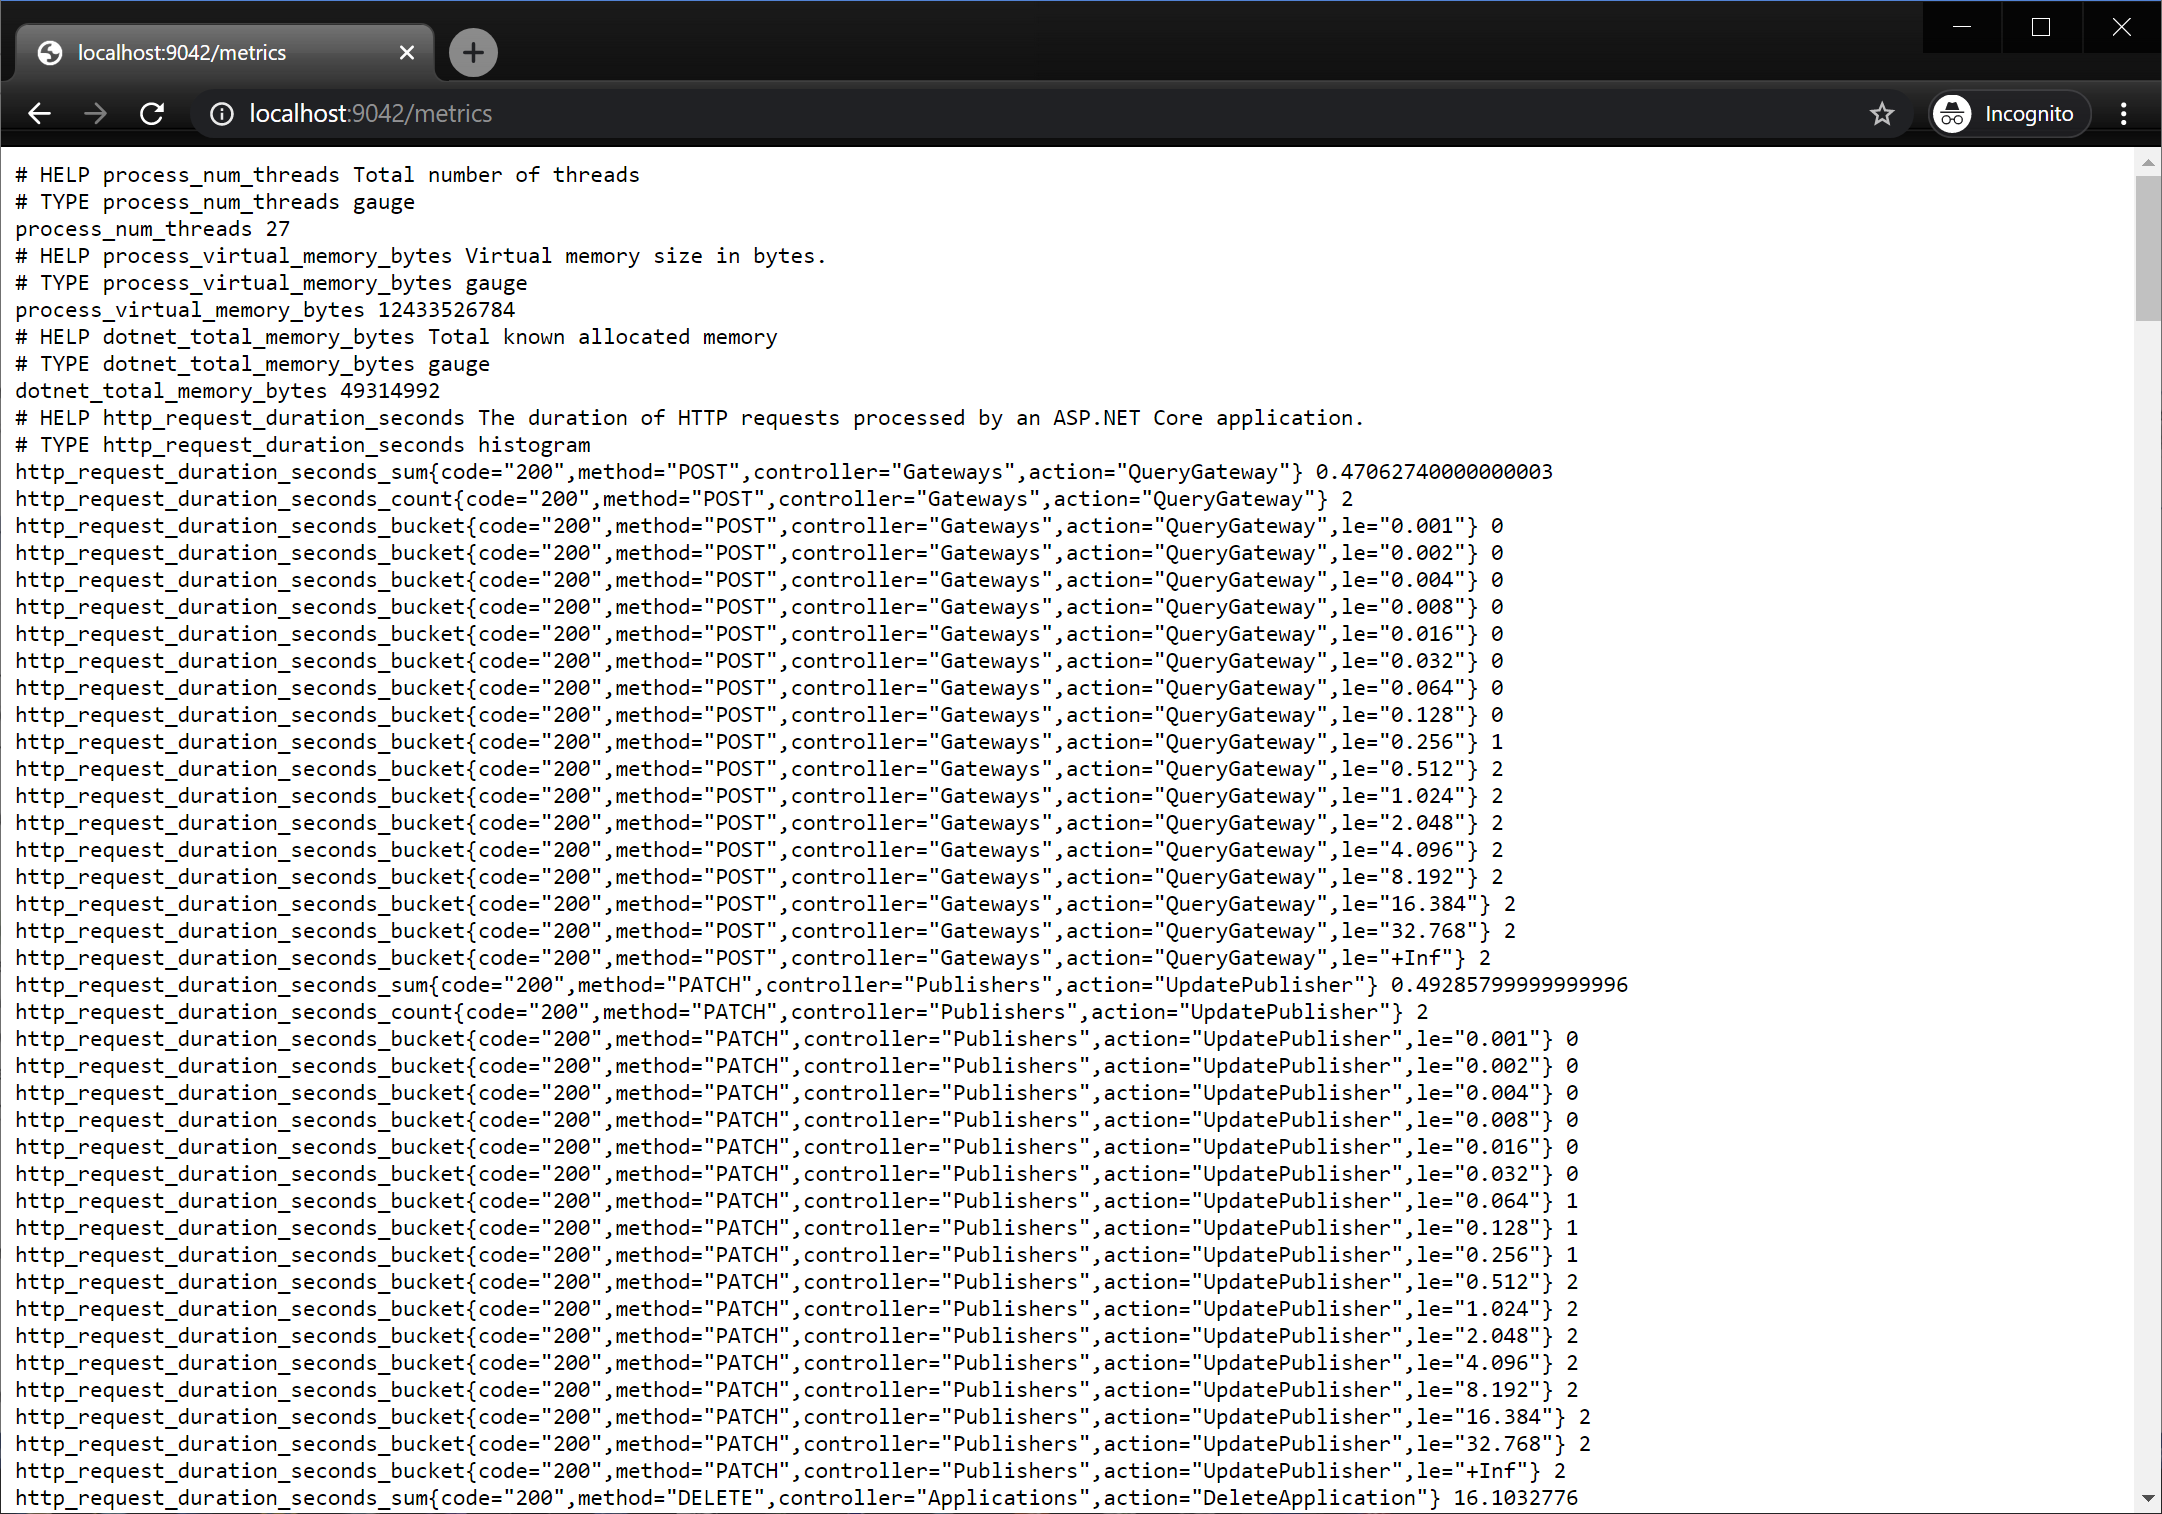 localhost:9042/metrics
localhost:9042/metrics
Incognito
# HELP process_num_threads Total number of threads
# TYPE process_num_threads gauge
process_num_threads 27
# HELP process_virtual_memory_bytes Virtual memory size in bytes.
# TYPE process_virtual_memory_bytes gauge
process_virtual_memory_bytes 12433526784
# HELP dotnet_total_memory_bytes Total known allocated memory
# TYPE dotnet_total_memory_bytes gauge
dotnet_total_memory_bytes 49314992
# HELP http_request_duration_seconds The duration of HTTP requests processed by an ASP.NET Core application.
# TYPE http_request_duration_seconds histogram
http_request_duration_seconds_sum{code="200",method="POST",controller="Gateways",action="QueryGateway"} 0.47062740000000003
http_request_duration_seconds_count{code="200",method="POST",controller="Gateways",action="QueryGateway"} 2
http_request_duration_seconds_bucket{code="200",method="POST",controller="Gateways",action="QueryGateway",le="0.001"} 0
http_request_duration_seconds_bucket{code="200",method="POST",controller="Gateways",action="QueryGateway",le="0.002"} 0
http_request_duration_seconds_bucket{code="200",method="POST",controller="Gateways",action="QueryGateway",le="0.004"} 0
http_request_duration_seconds_bucket{code="200",method="POST",controller="Gateways",action="QueryGateway",le="0.008"} 0
http_request_duration_seconds_bucket{code="200",method="POST",controller="Gateways",action="QueryGateway",le="0.016"} 0
http_request_duration_seconds_bucket{code="200",method="POST",controller="Gateways",action="QueryGateway",le="0.032"} 0
http_request_duration_seconds_bucket{code="200",method="POST",controller="Gateways",action="QueryGateway",le="0.064"} 0
http_request_duration_seconds_bucket{code="200",method="POST",controller="Gateways",action="QueryGateway",le="0.128"} 0
http_request_duration_seconds_bucket{code="200",method="POST",controller="Gateways",action="QueryGateway",le="0.256"} 1
http_request_duration_seconds_bucket{code="200",method="POST",controller="Gateways",action="QueryGateway",le="0.512"} 2
http_request_duration_seconds_bucket{code="200",method="POST",controller="Gateways",action="QueryGateway",le="1.024"} 2
http_request_duration_seconds_bucket{code="200",method="POST",controller="Gateways",action="QueryGateway",le="2.048"} 2
http_request_duration_seconds_bucket{code="200",method="POST",controller="Gateways",action="QueryGateway",le="4.096"} 2
http_request_duration_seconds_bucket{code="200",method="POST",controller="Gateways",action="QueryGateway",le="8.192"} 2
http_request_duration_seconds_bucket{code="200",method="POST",controller="Gateways",action="QueryGateway",le="16.384"} 2
http_request_duration_seconds_bucket{code="200",method="POST",controller="Gateways",action="QueryGateway",le="32.768"} 2
http_request_duration_seconds_bucket{code="200",method="POST",controller="Gateways",action="QueryGateway",le="+Inf"} 2
http_request_duration_seconds_sum{code="200",method="PATCH",controller="Publishers",action="UpdatePublisher"} 0.49285799999999996
http_request_duration_seconds_count{code="200",method="PATCH",controller="Publishers",action="UpdatePublisher"} 2
http_request_duration_seconds_bucket{code="200",method="PATCH",controller="Publishers",action="UpdatePublisher",le="0.001"} 0
http_request_duration_seconds_bucket{code="200",method="PATCH",controller="Publishers",action="UpdatePublisher",le="0.002"} 0
http_request_duration_seconds_bucket{code="200",method="PATCH",controller="Publishers",action="UpdatePublisher",le="0.004"} 0
http_request_duration_seconds_bucket{code="200",method="PATCH",controller="Publishers",action="UpdatePublisher",le="0.008"} 0
http_request_duration_seconds_bucket{code="200",method="PATCH",controller="Publishers",action="UpdatePublisher",le="0.016"} 0
http_request_duration_seconds_bucket{code="200",method="PATCH",controller="Publishers",action="UpdatePublisher",le="0.032"} 0
http_request_duration_seconds_bucket{code="200",method="PATCH",controller="Publishers",action="UpdatePublisher",le="0.064"} 1
http_request_duration_seconds_bucket{code="200",method="PATCH",controller="Publishers",action="UpdatePublisher",le="0.128"} 1
http_request_duration_seconds_bucket{code="200",method="PATCH",controller="Publishers",action="UpdatePublisher",le="0.256"} 1
http_request_duration_seconds_bucket{code="200",method="PATCH",controller="Publishers",action="UpdatePublisher",le="0.512"} 2
http_request_duration_seconds_bucket{code="200",method="PATCH",controller="Publishers",action="UpdatePublisher",le="1.024"} 2
http_request_duration_seconds_bucket{code="200",method="PATCH",controller="Publishers",action="UpdatePublisher",le="2.048"} 2
http_request_duration_seconds_bucket{code="200",method="PATCH",controller="Publishers",action="UpdatePublisher",le="4.096"} 2
http_request_duration_seconds_bucket{code="200",method="PATCH",controller="Publishers",action="UpdatePublisher",le="8.192"} 2
http_request_duration_seconds_bucket{code="200",method="PATCH",controller="Publishers",action="UpdatePublisher",le="16.384"} 2
http_request_duration_seconds_bucket{code="200",method="PATCH",controller="Publishers",action="UpdatePublisher",le="32.768"} 2
http_request_duration_seconds_bucket{code="200",method="PATCH",controller="Publishers",action="UpdatePublisher",le="+Inf"} 2
http_request_duration_seconds_sum{code="200",method="DELETE",controller="Applications",action="DeleteApplication"} 16.1032776